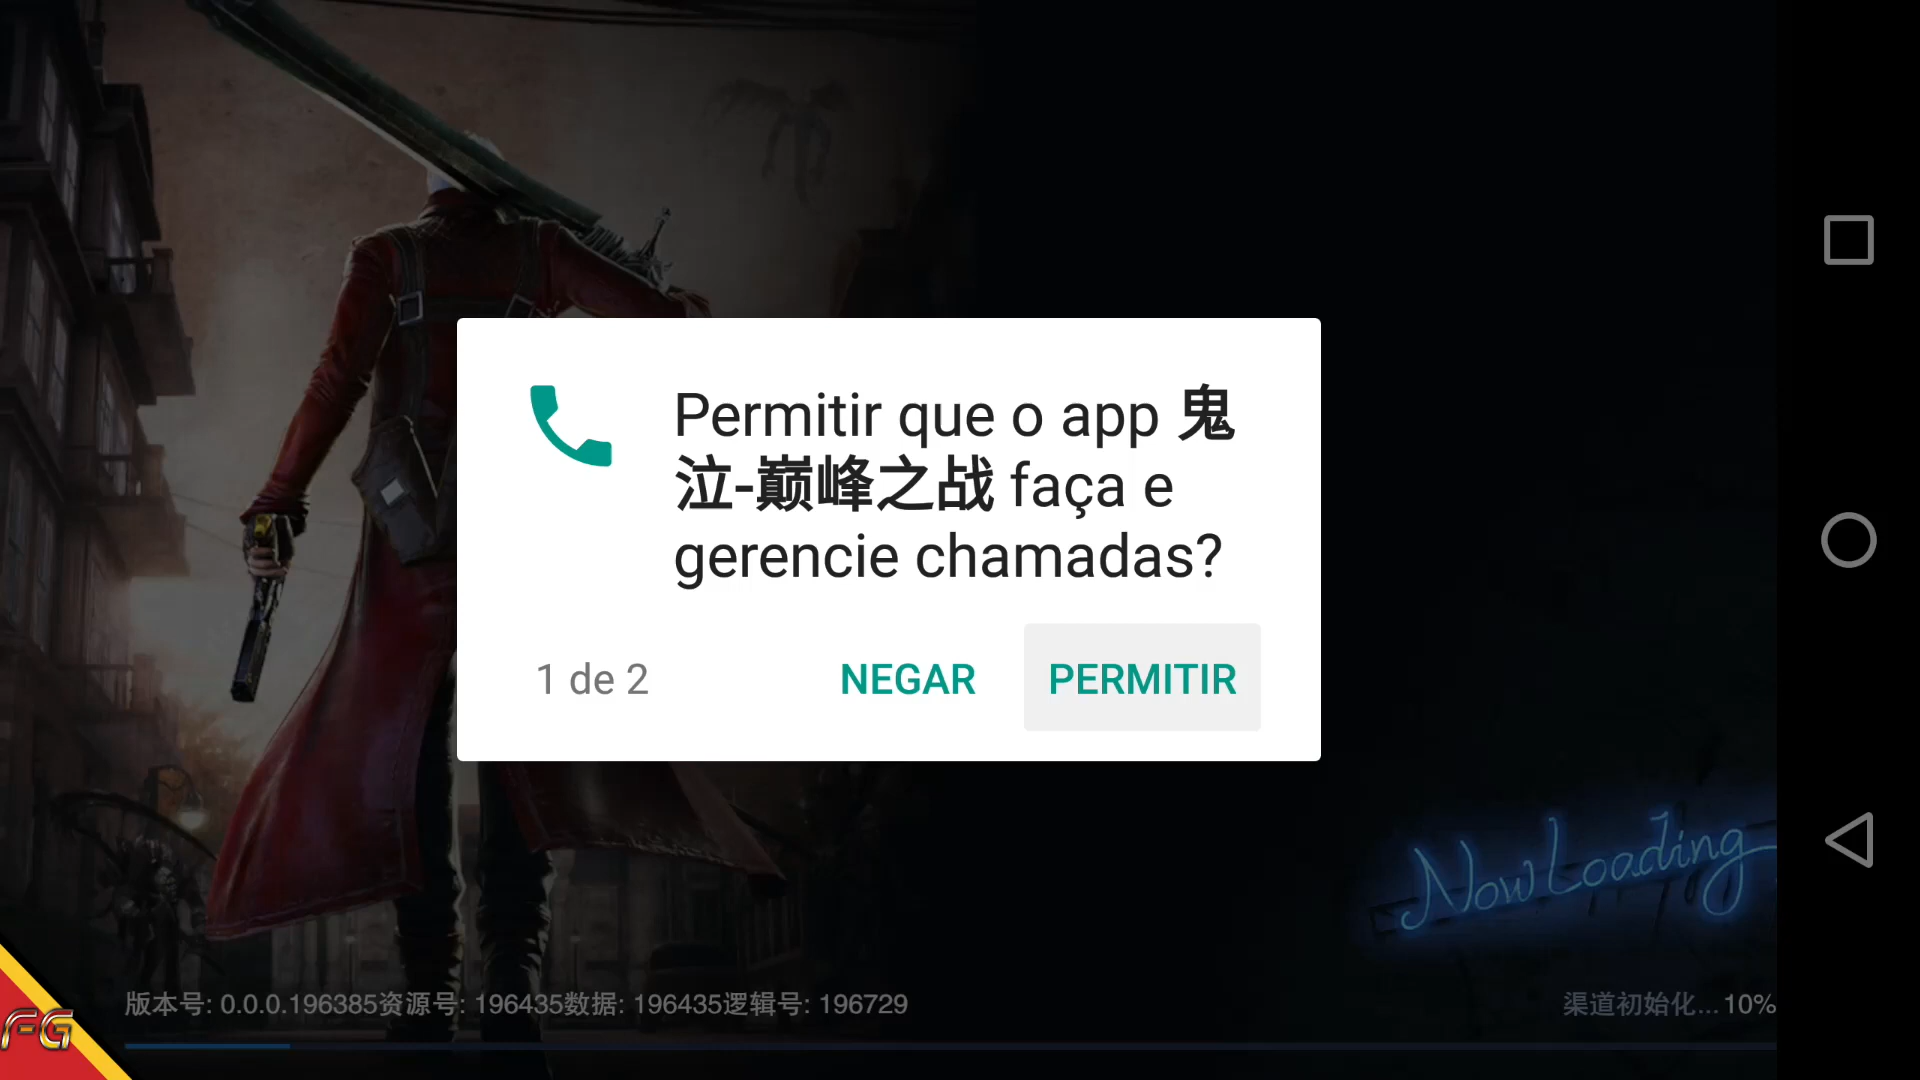 Permitir que o app 鬼
泣-巅峰之战 faça e
gerencie chamadas?
1 de 2
NEGAR
PERMITIR
Now Loading
版本号: 0.0.0.196385资源号: 196435数据: 196435逻辑号: 196729
渠道初始化...10%
FG